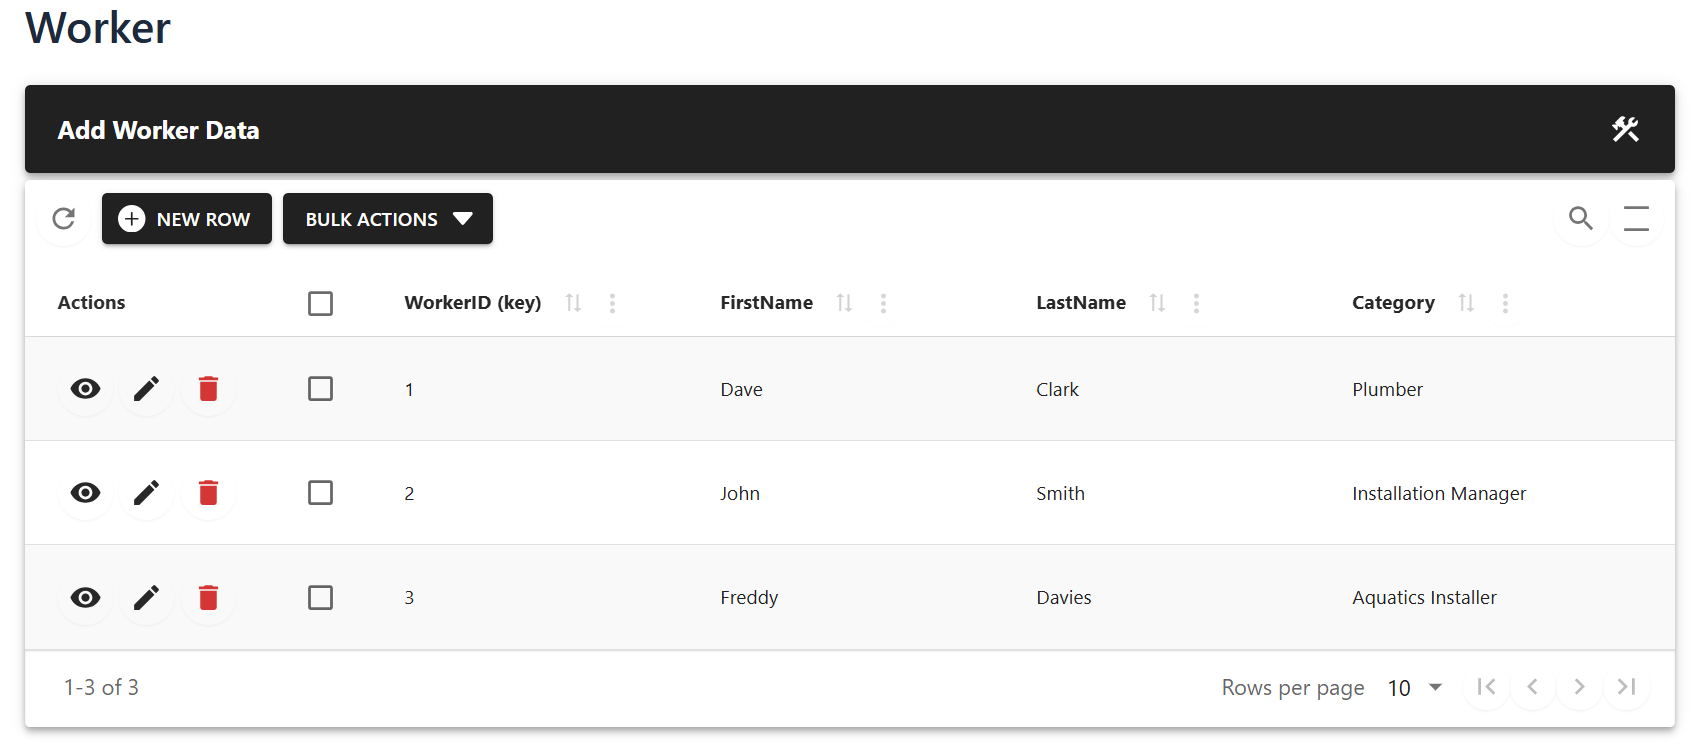 Worker
Add Worker Data
NEW ROW BULK ACTIONS
Actions WorkerID (key) FirstName LastName Category
1 Dave Clark Plumber
2 John Smith Installation Manager
3 Freddy Davies Aquatics Installer
1-3 of 3 Rows per page 10